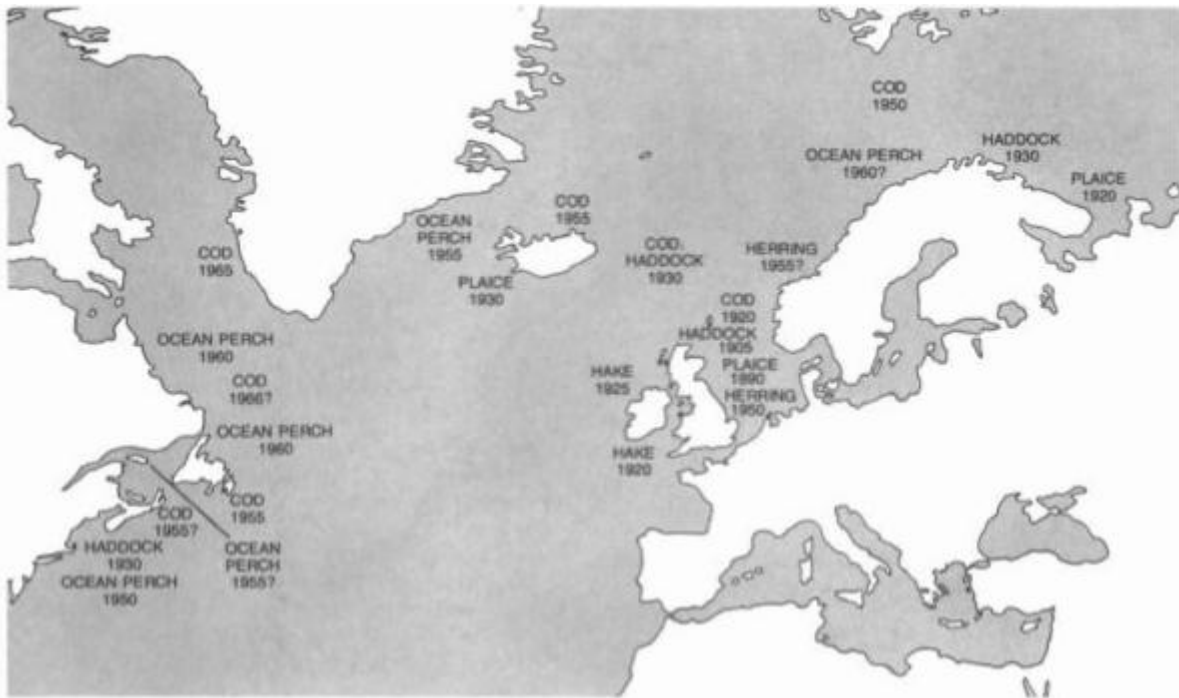 COD
1950
HADDOCK
1930
OCEAN PERCH
1960?
PLAICE
1920
COD
1955
OCEAN
PERCH
1955
COD
1965
COD,
HADDOCK
1930
HERRING
1955?
PLAICE
1930
COD
1920
HADDOCK
1905
OCEAN PERCH
1960
PLAICE
1890
HAKE
1925
COD
1966?
HERRING
1950
OCEAN PERCH
1960
HAKE
1920
COD
1955
COD
1955?
HADDOCK
1930
OCEAN PERCH
1950
OCEAN
PERCH
1955?